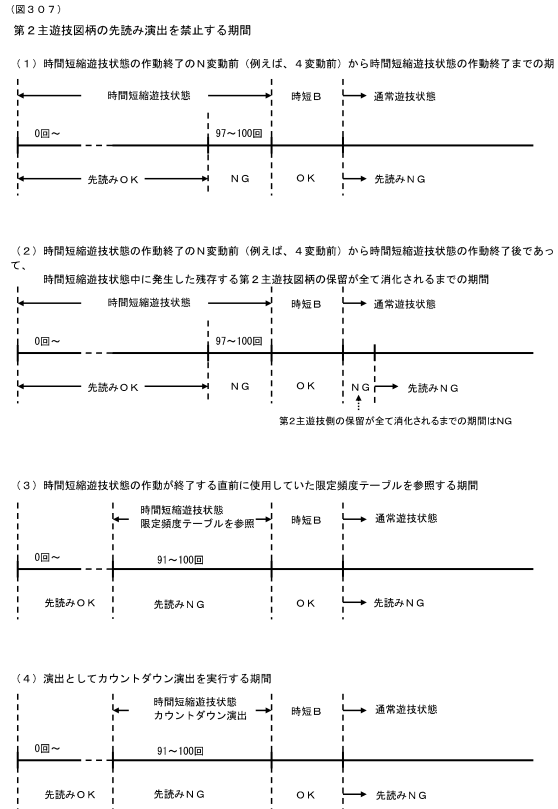 （図３０７）
第２主遊技図柄の先読み演出を禁止する期間
（１）時間短縮遊技状態の作動終了のＮ変動前（例えば、４変動前）から時間短縮遊技状態の作動終了までの期
時間短縮遊技状態 時短Ｂ 通常遊技状態
0回～ 97～100回
先読みＯＫ ＮＧ ＯＫ 先読みＮＧ
（２）時間短縮遊技状態の作動終了のＮ変動前（例えば、４変動前）から時間短縮遊技状態の作動終了後であっ
て、
時間短縮遊技状態中に発生した残存する第２主遊技図柄の保留が全て消化されるまでの期間
時間短縮遊技状態 時短Ｂ 通常遊技状態
0回～ 97～100回
先読みＯＫ ＮＧ ＯＫ ＮＧ 先読みＮＧ
第2主遊技側の保留が全て消化されるまでの期間はNG
（３）時間短縮遊技状態の作動が終了する直前に使用していた限定頻度テーブルを参照する期間
時間短縮遊技状態
限定頻度テーブルを参照 時短Ｂ 通常遊技状態
0回～ 91～100回
先読みＯＫ 先読みＮＧ ＯＫ 先読みＮＧ
（４）演出としてカウントダウン演出を実行する期間
時間短縮遊技状態
カウントダウン演出 時短Ｂ 通常遊技状態
0回～ 91～100回
先読みＯＫ 先読みＮＧ ＯＫ 先読みＮＧ